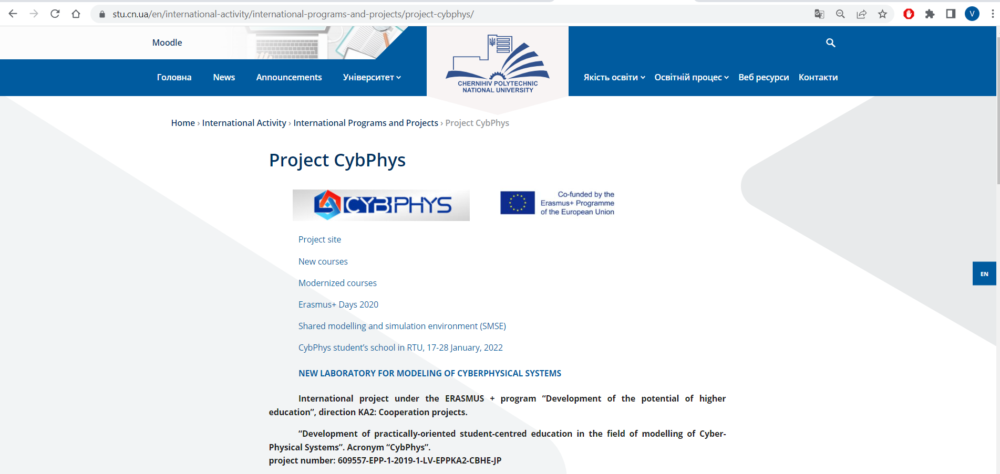 stu.cn.ua/en/international-activity/international-programs-and-projects/project-cybphys/
V
Moodle
Головна News Announcements Університет
CHERNIHIV POLYTECHNIC
NATIONAL UNIVERSITY
Якість освіти Освітній процес Веб ресурси Контакти
Home › International Activity › International Programs and Projects › Project CybPhys
Project CybPhys
CYBPHYS
Co-funded by the
Erasmus+ Programme
of the European Union
Project site
New courses
Modernized courses
Erasmus+ Days 2020
Shared modelling and simulation environment (SMSE)
CybPhys student’s school in RTU, 17-28 January, 2022
EN
NEW LABORATORY FOR MODELING OF CYBERPHYSICAL SYSTEMS
International project under the ERASMUS + program “Development of the potential of higher
education”, direction KA2: Cooperation projects.
“Development of practically-oriented student-centred education in the field of modelling of Cyber-
Physical Systems”. Acronym “CybPhys”.
project number: 609557-EPP-1-2019-1-LV-EPPKA2-CBHE-JP